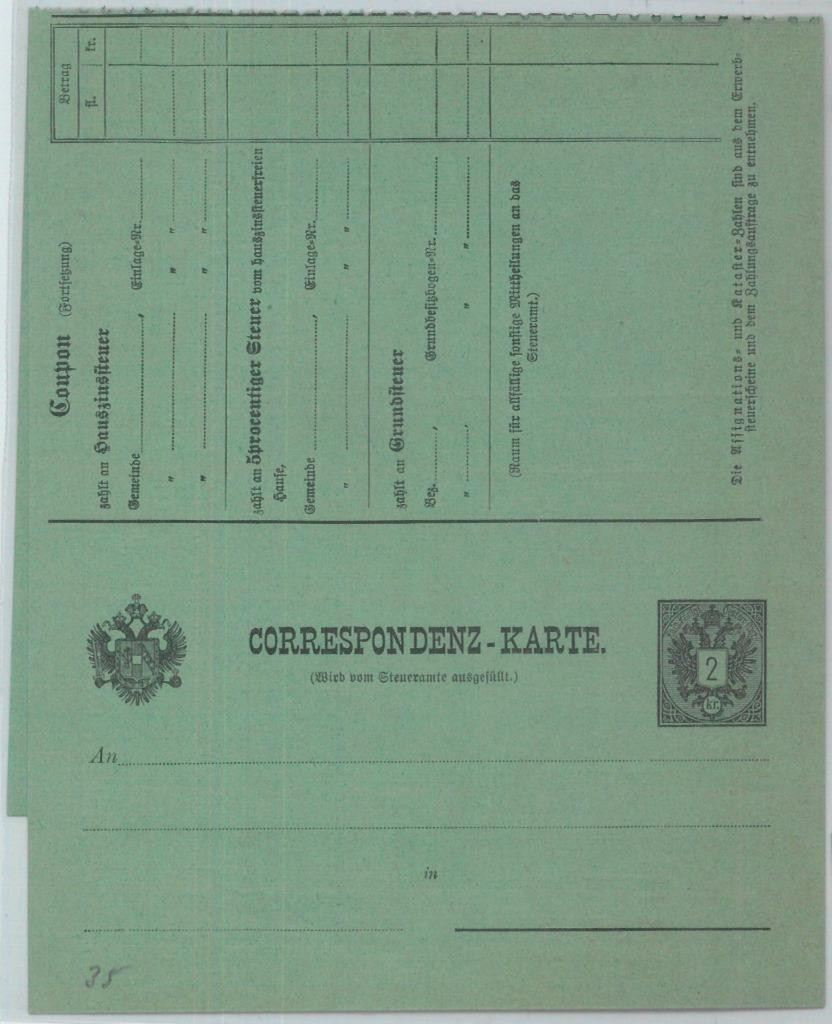 Coupon (Fortsetzung)
Betrag
fl. kr.
zahlt an Hauszinssteuer
Gemeinde, Einlage-Nr.
" "
" "
zahlt an 5procentiger Steuer vom hauszinssteuerfreien
Hause,
Gemeinde, Einlage-Nr.
" "
zahlt an Grundsteuer
Bez., Grundbesitzbogen-Nr.
" , " "
(Raum für allfällige sonstige Mittheilungen an das
Steueramt.)
Die Assignations- und Kataster-Zahlen sind aus dem Erwerb-
steuerscheine und dem Zahlungsauftrage zu entnehmen.
CORRESPONDENZ-KARTE.
(Wird vom Steueramte ausgefüllt.)
2
kr.
An
in
35